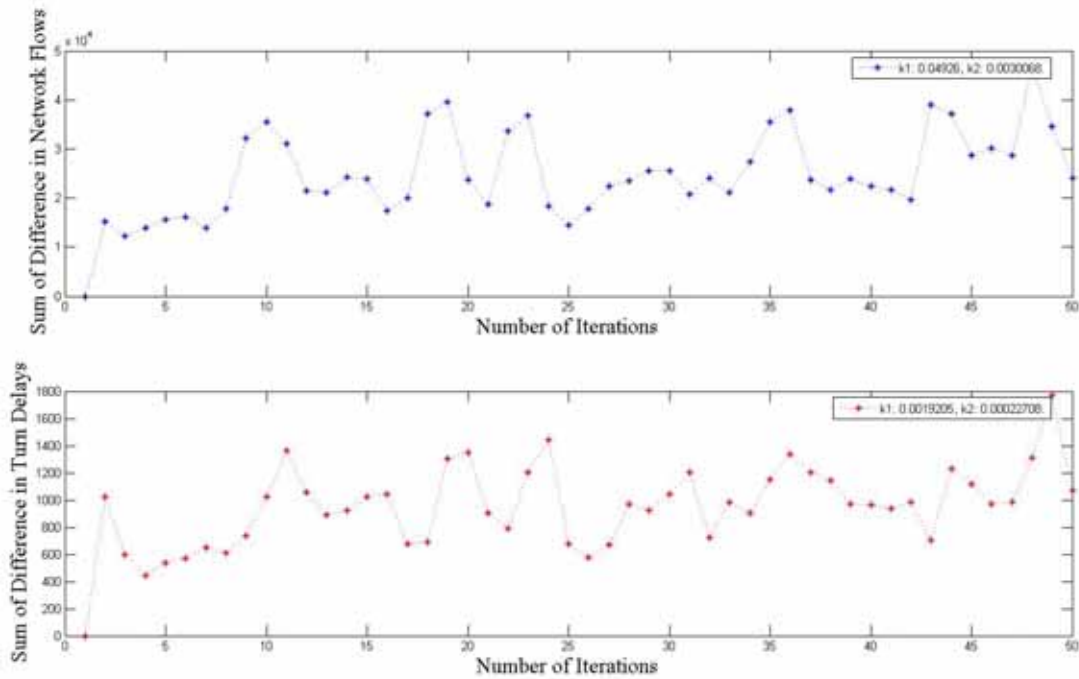 x 10⁴
5
4
3
2
1
0
Sum of Difference in Network Flows
k1: 0.04926, k2: 0.0030068.
0 5 10 15 20 25 30 35 40 45 50
Number of Iterations
1800
1600
1400
1200
1000
800
600
400
200
0
Sum of Difference in Turn Delays
k1: 0.0019205, k2: 0.00022708.
0 5 10 15 20 25 30 35 40 45 50
Number of Iterations